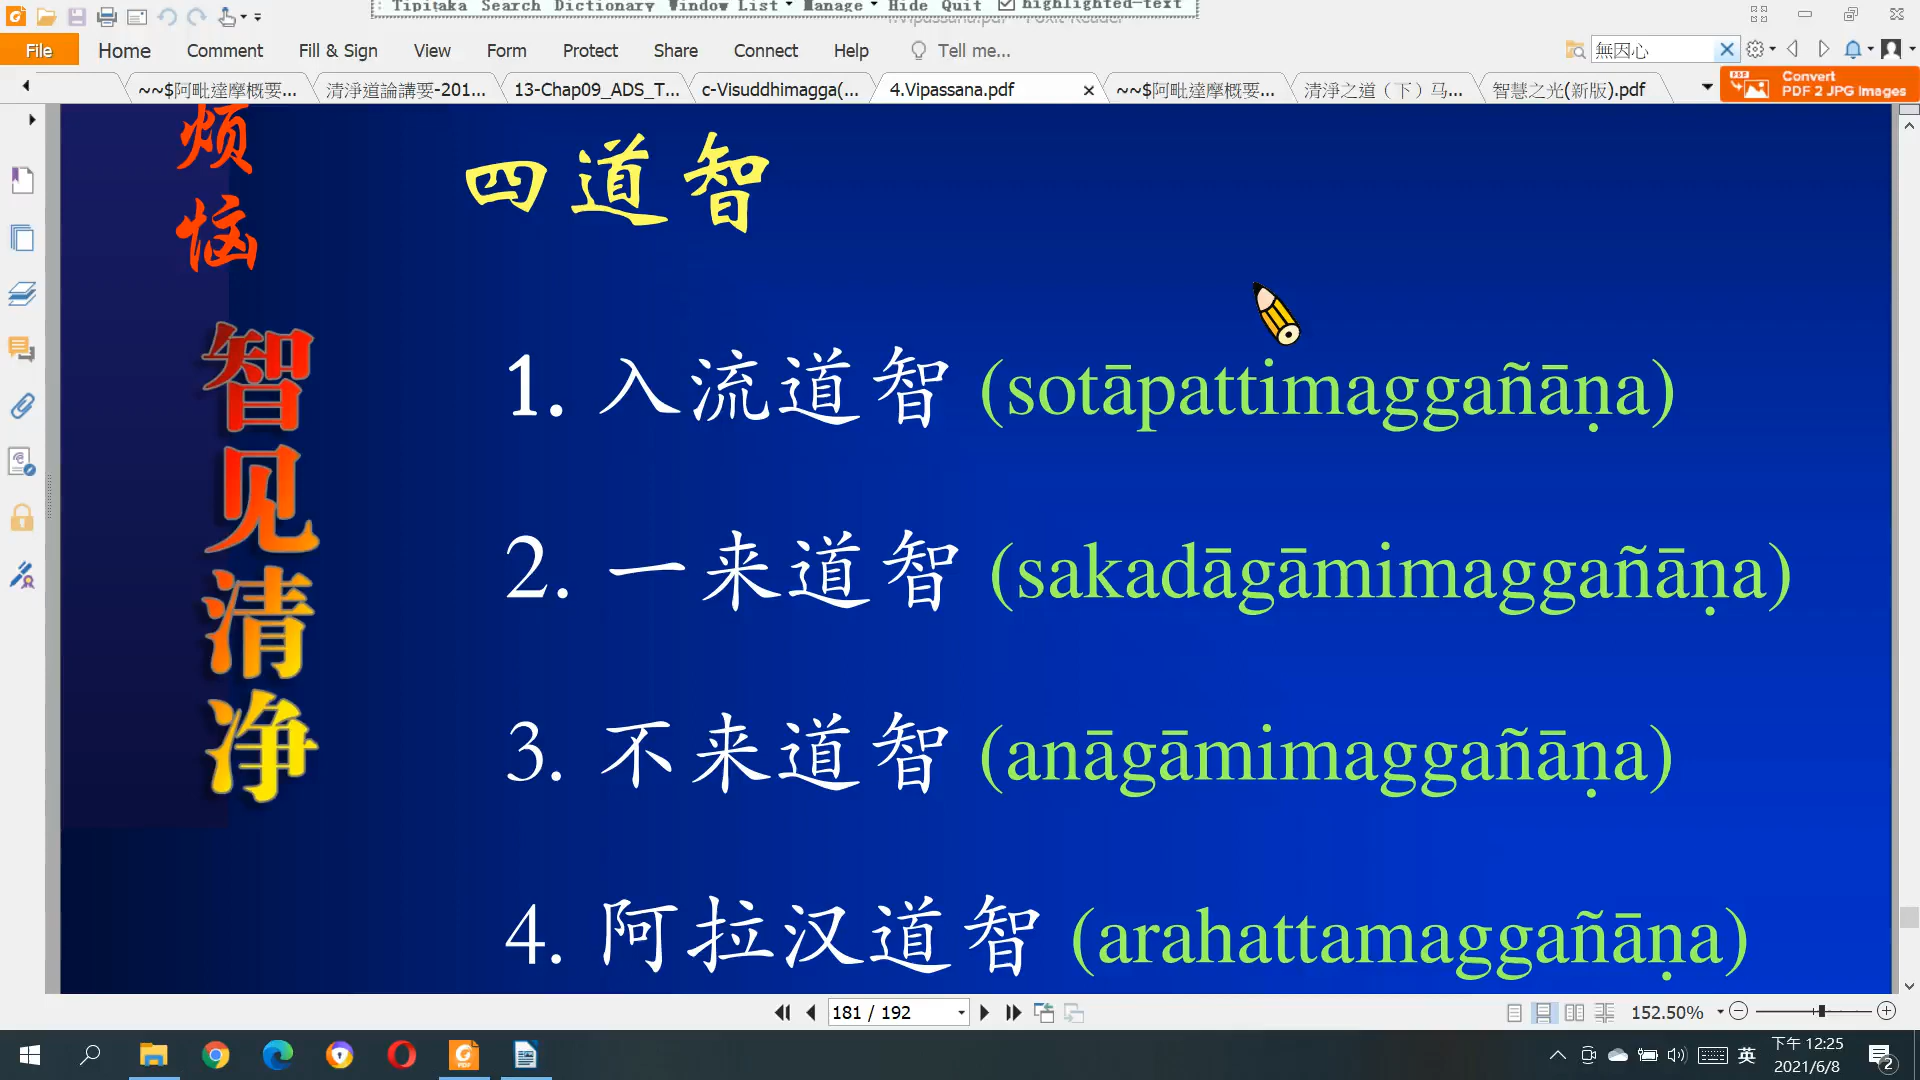 Tipiṭaka Search Dictionary Window List Manage Hide Quit highlighted-text
File Home Comment Fill & Sign View Form Protect Share Connect Help Tell me... 無因心
~~$阿毗達摩概要... 清淨道論講要-201... 13-Chap09_ADS_T... c-Visuddhimagga(... 4.Vipassana.pdf ~~$阿毗達摩概要... 清淨之道（下）马... 智慧之光(新版).pdf
Convert
PDF 2 JPG Images
烦恼
智见清净
四道智
1. 入流道智 (sotāpattimaggañāṇa)
2. 一来道智 (sakadāgāmimaggañāṇa)
3. 不来道智 (anāgāmimaggañāṇa)
4. 阿拉汉道智 (arahattamaggañāṇa)
181 / 192 152.50%
英 下午 12:25
2021/6/8 2